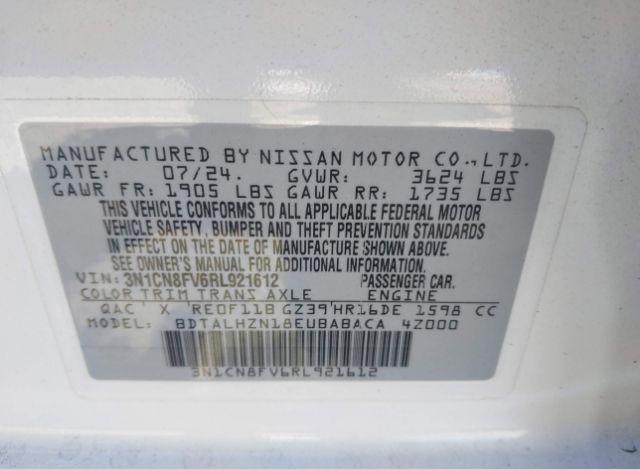 MANUFACTURED BY NISSAN MOTOR CO., LTD.
DATE: 07/24. GVWR: 3624 LBS
GAWR FR: 1905 LBS GAWR RR: 1735 LBS
THIS VEHICLE CONFORMS TO ALL APPLICABLE FEDERAL MOTOR
VEHICLE SAFETY, BUMPER AND THEFT PREVENTION STANDARDS
IN EFFECT ON THE DATE OF MANUFACTURE SHOWN ABOVE.
SEE OWNER'S MANUAL FOR ADDITIONAL INFORMATION
VIN: 3N1CN8FV6RL921612 PASSENGER CAR.
COLOR TRIM TRANS AXLE ENGINE
QAC X RE0F11B GZ39 HR16DE 1598 CC
MODEL: BDTALHZN18EUBABACA 4Z000
3N1CN8FV6RL921612